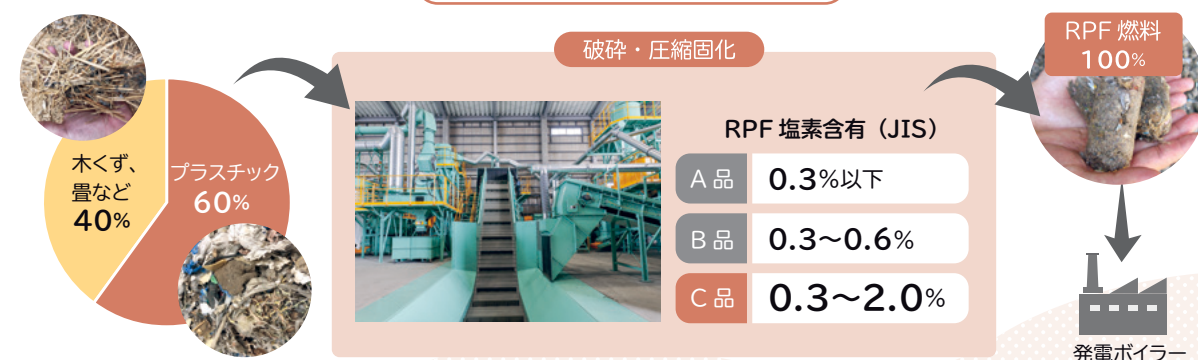 破砕・圧縮固化
RPF 燃料
100%
木くず、
畳など
40%
プラスチック
60%
RPF 塩素含有（JIS）
A 品 0.3%以下
B 品 0.3～0.6%
C 品 0.3～2.0%
発電ボイラー